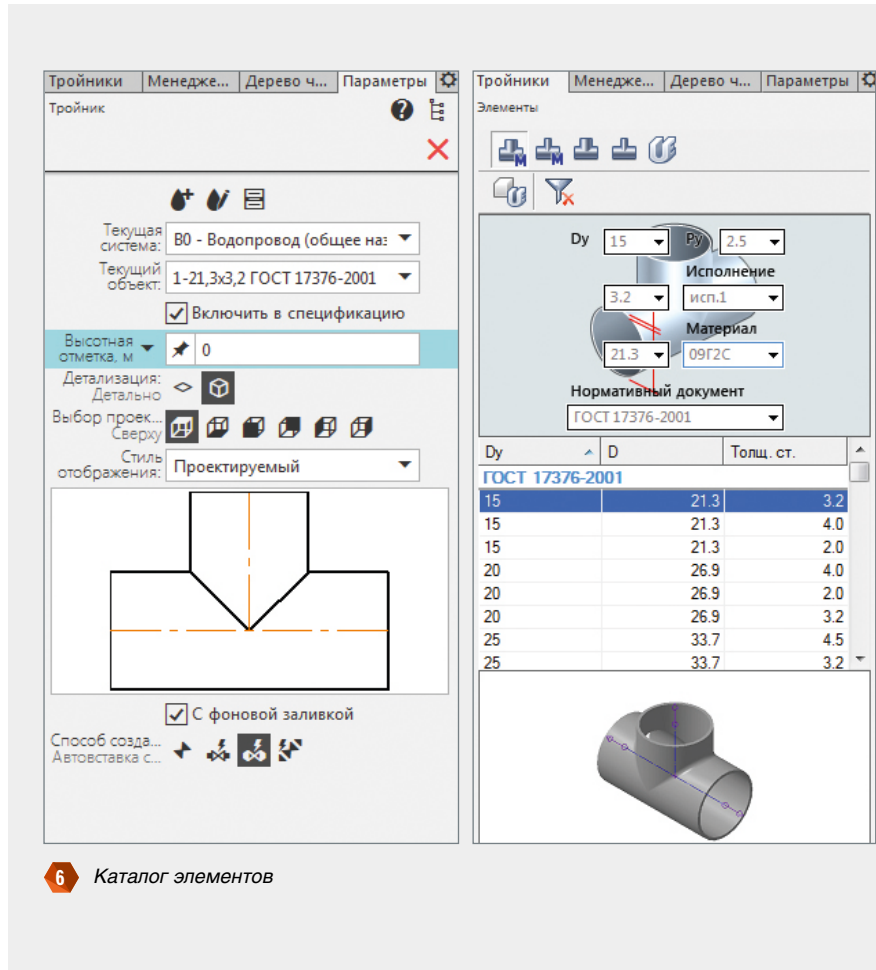 Тройники Менедже... Дерево ч... Параметры
Тройник
Текущая система: В0 - Водопровод (общее наз
Текущий объект: 1-21,3x3,2 ГОСТ 17376-2001
Включить в спецификацию
Высотная отметка, м 0
Детализация:
Детально
Выбор проек...
Сверху
Стиль отображения: Проектируемый
С фоновой заливкой
Способ созда...
Автовставка с...
Тройники Менедже... Дерево ч... Параметры
Элементы
М М
Dy 15 Py 2.5
Исполнение
3.2 исп.1
Материал
21.3 09Г2С
Нормативный документ
ГОСТ 17376-2001
Dy D Толщ. ст.
ГОСТ 17376-2001
15 21.3 3.2
15 21.3 4.0
15 21.3 2.0
20 26.9 4.0
20 26.9 2.0
20 26.9 3.2
25 33.7 4.5
25 33.7 3.2
6 Каталог элементов